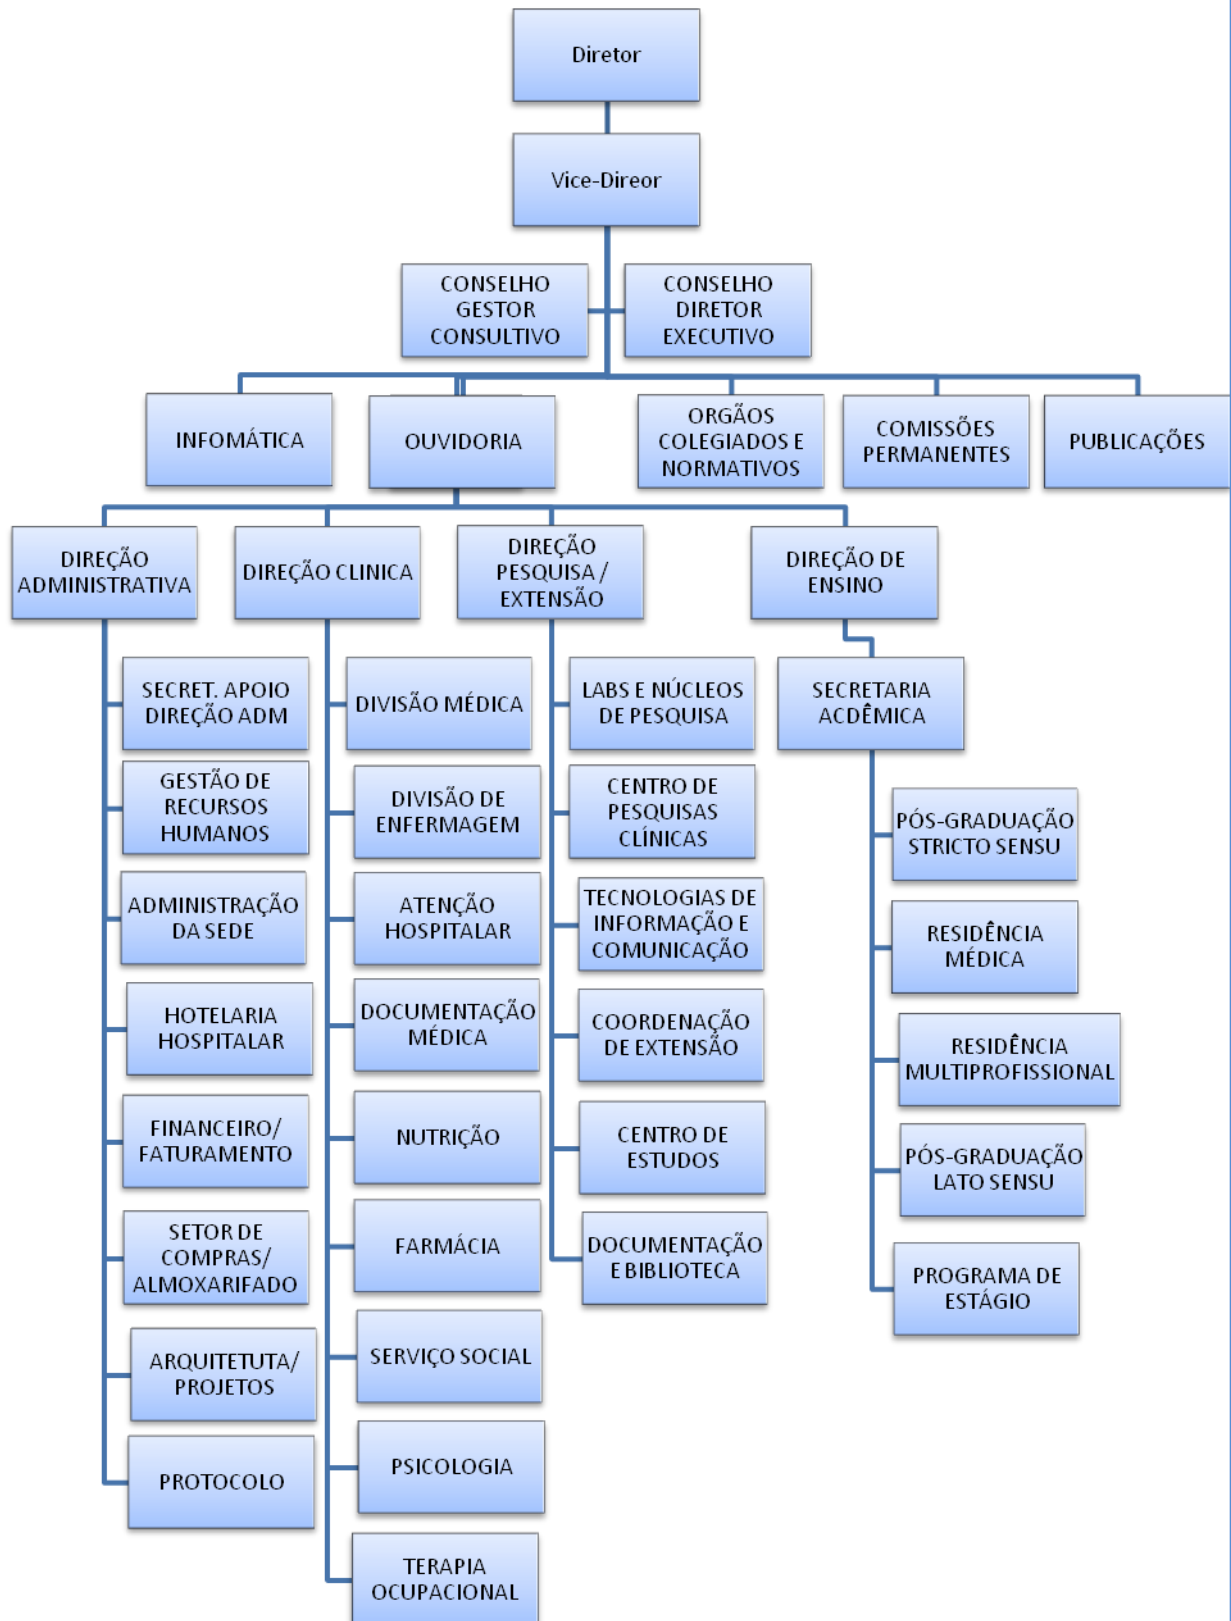 Diretor
Vice-Direor
CONSELHO
GESTOR
CONSULTIVO
CONSELHO
DIRETOR
EXECUTIVO
INFOMÁTICA
OUVIDORIA
ORGÃOS
COLEGIADOS E
NORMATIVOS
COMISSÕES
PERMANENTES
PUBLICAÇÕES
DIREÇÃO
ADMINISTRATIVA
DIREÇÃO CLINICA
DIREÇÃO
PESQUISA /
EXTENSÃO
DIREÇÃO DE
ENSINO
SECRET. APOIO
DIREÇÃO ADM
GESTÃO DE
RECURSOS
HUMANOS
ADMINISTRAÇÃO
DA SEDE
HOTELARIA
HOSPITALAR
FINANCEIRO/
FATURAMENTO
SETOR DE
COMPRAS/
ALMOXARIFADO
ARQUITETUTA/
PROJETOS
PROTOCOLO
DIVISÃO MÉDICA
DIVISÃO DE
ENFERMAGEM
ATENÇÃO
HOSPITALAR
DOCUMENTAÇÃO
MÉDICA
NUTRIÇÃO
FARMÁCIA
SERVIÇO SOCIAL
PSICOLOGIA
TERAPIA
OCUPACIONAL
LABS E NÚCLEOS
DE PESQUISA
CENTRO DE
PESQUISAS
CLÍNICAS
TECNOLOGIAS DE
INFORMAÇÃO E
COMUNICAÇÃO
COORDENAÇÃO
DE EXTENSÃO
CENTRO DE
ESTUDOS
DOCUMENTAÇÃO
E BIBLIOTECA
SECRETARIA
ACDÊMICA
PÓS-GRADUAÇÃO
STRICTO SENSU
RESIDÊNCIA
MÉDICA
RESIDÊNCIA
MULTIPROFISSIONAL
PÓS-GRADUAÇÃO
LATO SENSU
PROGRAMA DE
ESTÁGIO